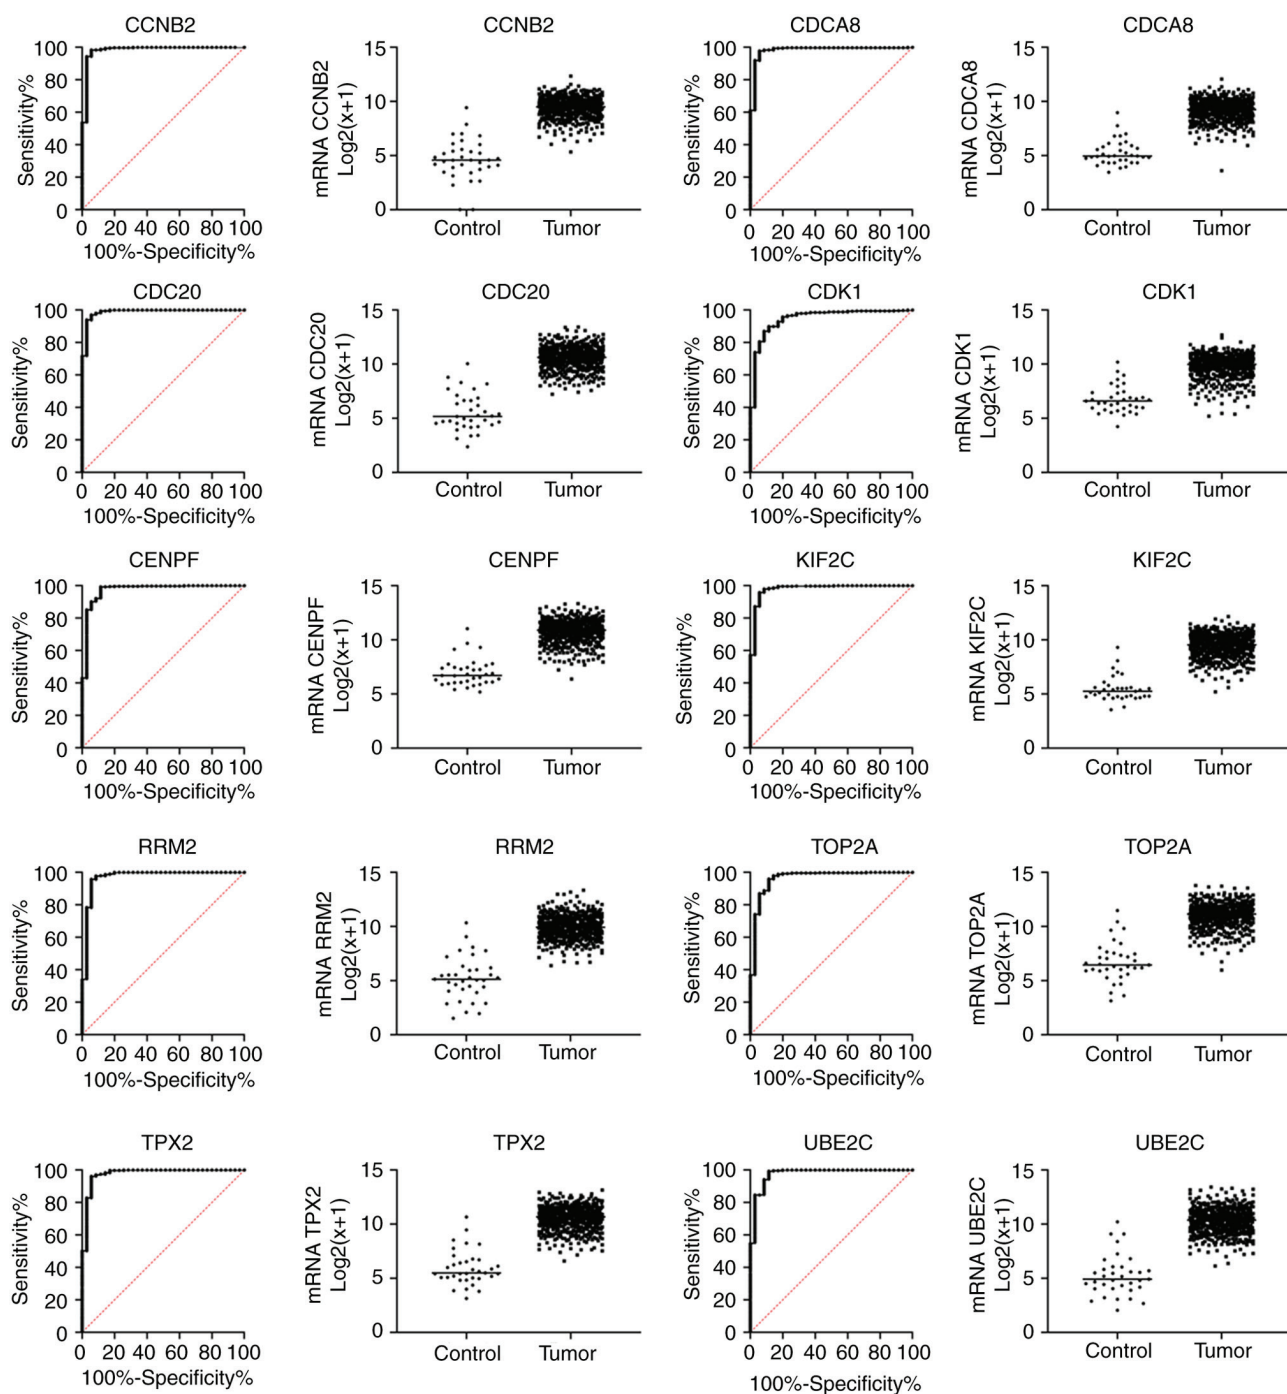 CCNB2
CCNB2
CDCA8
CDCA8
100
80
60
40
20
0
Sensitivity%
0 20 40 60 80 100
100%-Specificity%
15
10
5
0
mRNA CCNB2
Log2(x+1)
Control Tumor
100
80
60
40
20
0
Sensitivity%
0 20 40 60 80 100
100%-Specificity%
15
10
5
0
mRNA CDCA8
Log2(x+1)
Control Tumor
CDC20
CDC20
CDK1
CDK1
100
80
60
40
20
0
Sensitivity%
0 20 40 60 80 100
100%-Specificity%
15
10
5
0
mRNA CDC20
Log2(x+1)
Control Tumor
100
80
60
40
20
0
Sensitivity%
0 20 40 60 80 100
100%-Specificity%
15
10
5
0
mRNA CDK1
Log2(x+1)
Control Tumor
CENPF
CENPF
KIF2C
KIF2C
100
80
60
40
20
0
Sensitivity%
0 20 40 60 80 100
100%-Specificity%
15
10
5
0
mRNA CENPF
Log2(x+1)
Control Tumor
100
80
60
40
20
0
Sensitivity%
0 20 40 60 80 100
100%-Specificity%
15
10
5
0
mRNA KIF2C
Log2(x+1)
Control Tumor
RRM2
RRM2
TOP2A
TOP2A
100
80
60
40
20
0
Sensitivity%
0 20 40 60 80 100
100%-Specificity%
15
10
5
0
mRNA RRM2
Log2(x+1)
Control Tumor
100
80
60
40
20
0
Sensitivity%
0 20 40 60 80 100
100%-Specificity%
15
10
5
0
mRNA TOP2A
Log2(x+1)
Control Tumor
TPX2
TPX2
UBE2C
UBE2C
100
80
60
40
20
0
Sensitivity%
0 20 40 60 80 100
100%-Specificity%
15
10
5
0
mRNA TPX2
Log2(x+1)
Control Tumor
100
80
60
40
20
0
Sensitivity%
0 20 40 60 80 100
100%-Specificity%
15
10
5
0
mRNA UBE2C
Log2(x+1)
Control Tumor